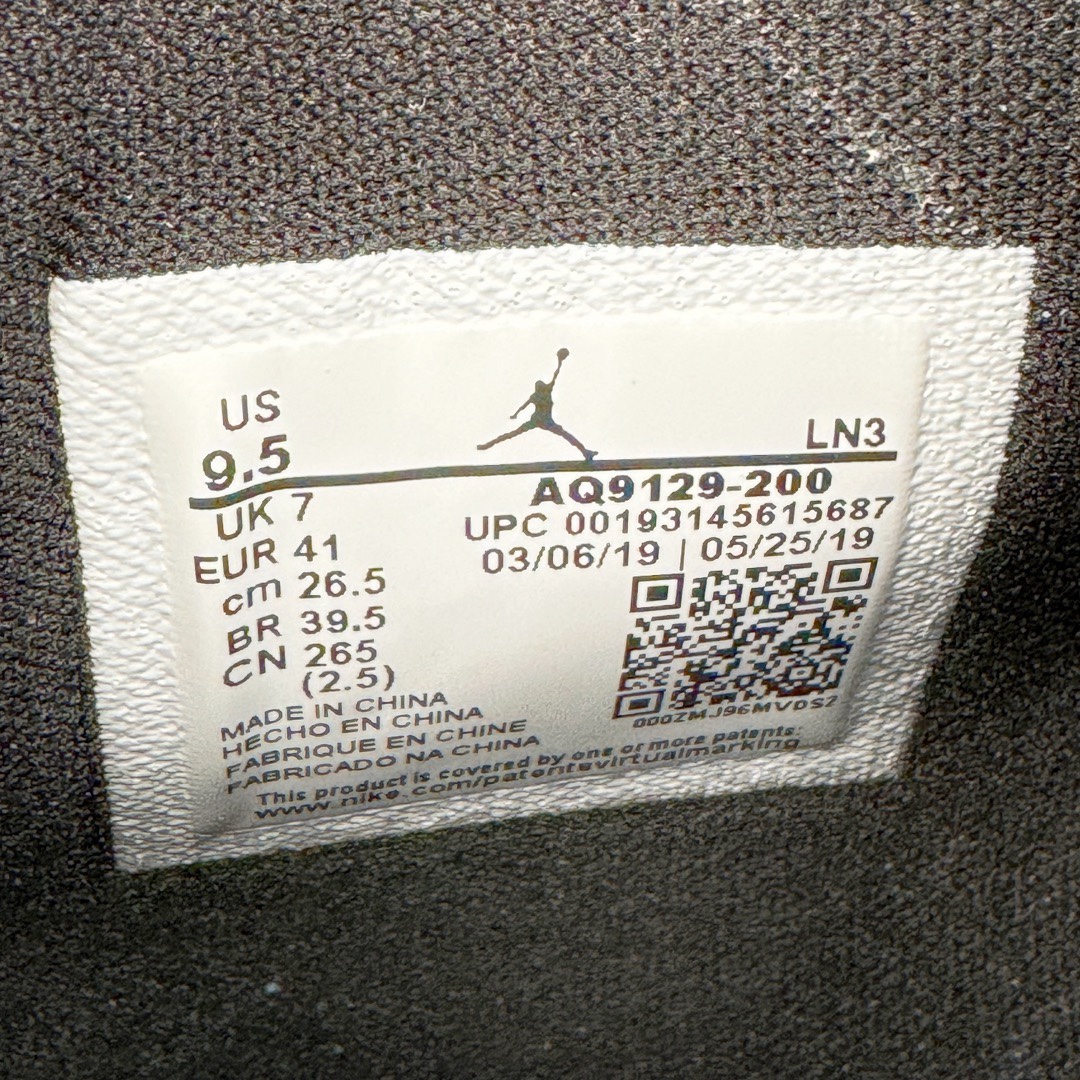 US
9.5
LN3
UK 7
EUR 41
cm 26.5
BR 39.5
CN 265
(2.5)
AQ9129-200
UPC 00193145615687
03/06/19 | 05/25/19
000ZMJ96MVDS2
MADE IN CHINA
HECHO EN CHINA
FABRIQUE EN CHINE
FABRICADO NA CHINA
This product is covered by one or more patents:
www.nike.com/patentsvirtualmarking